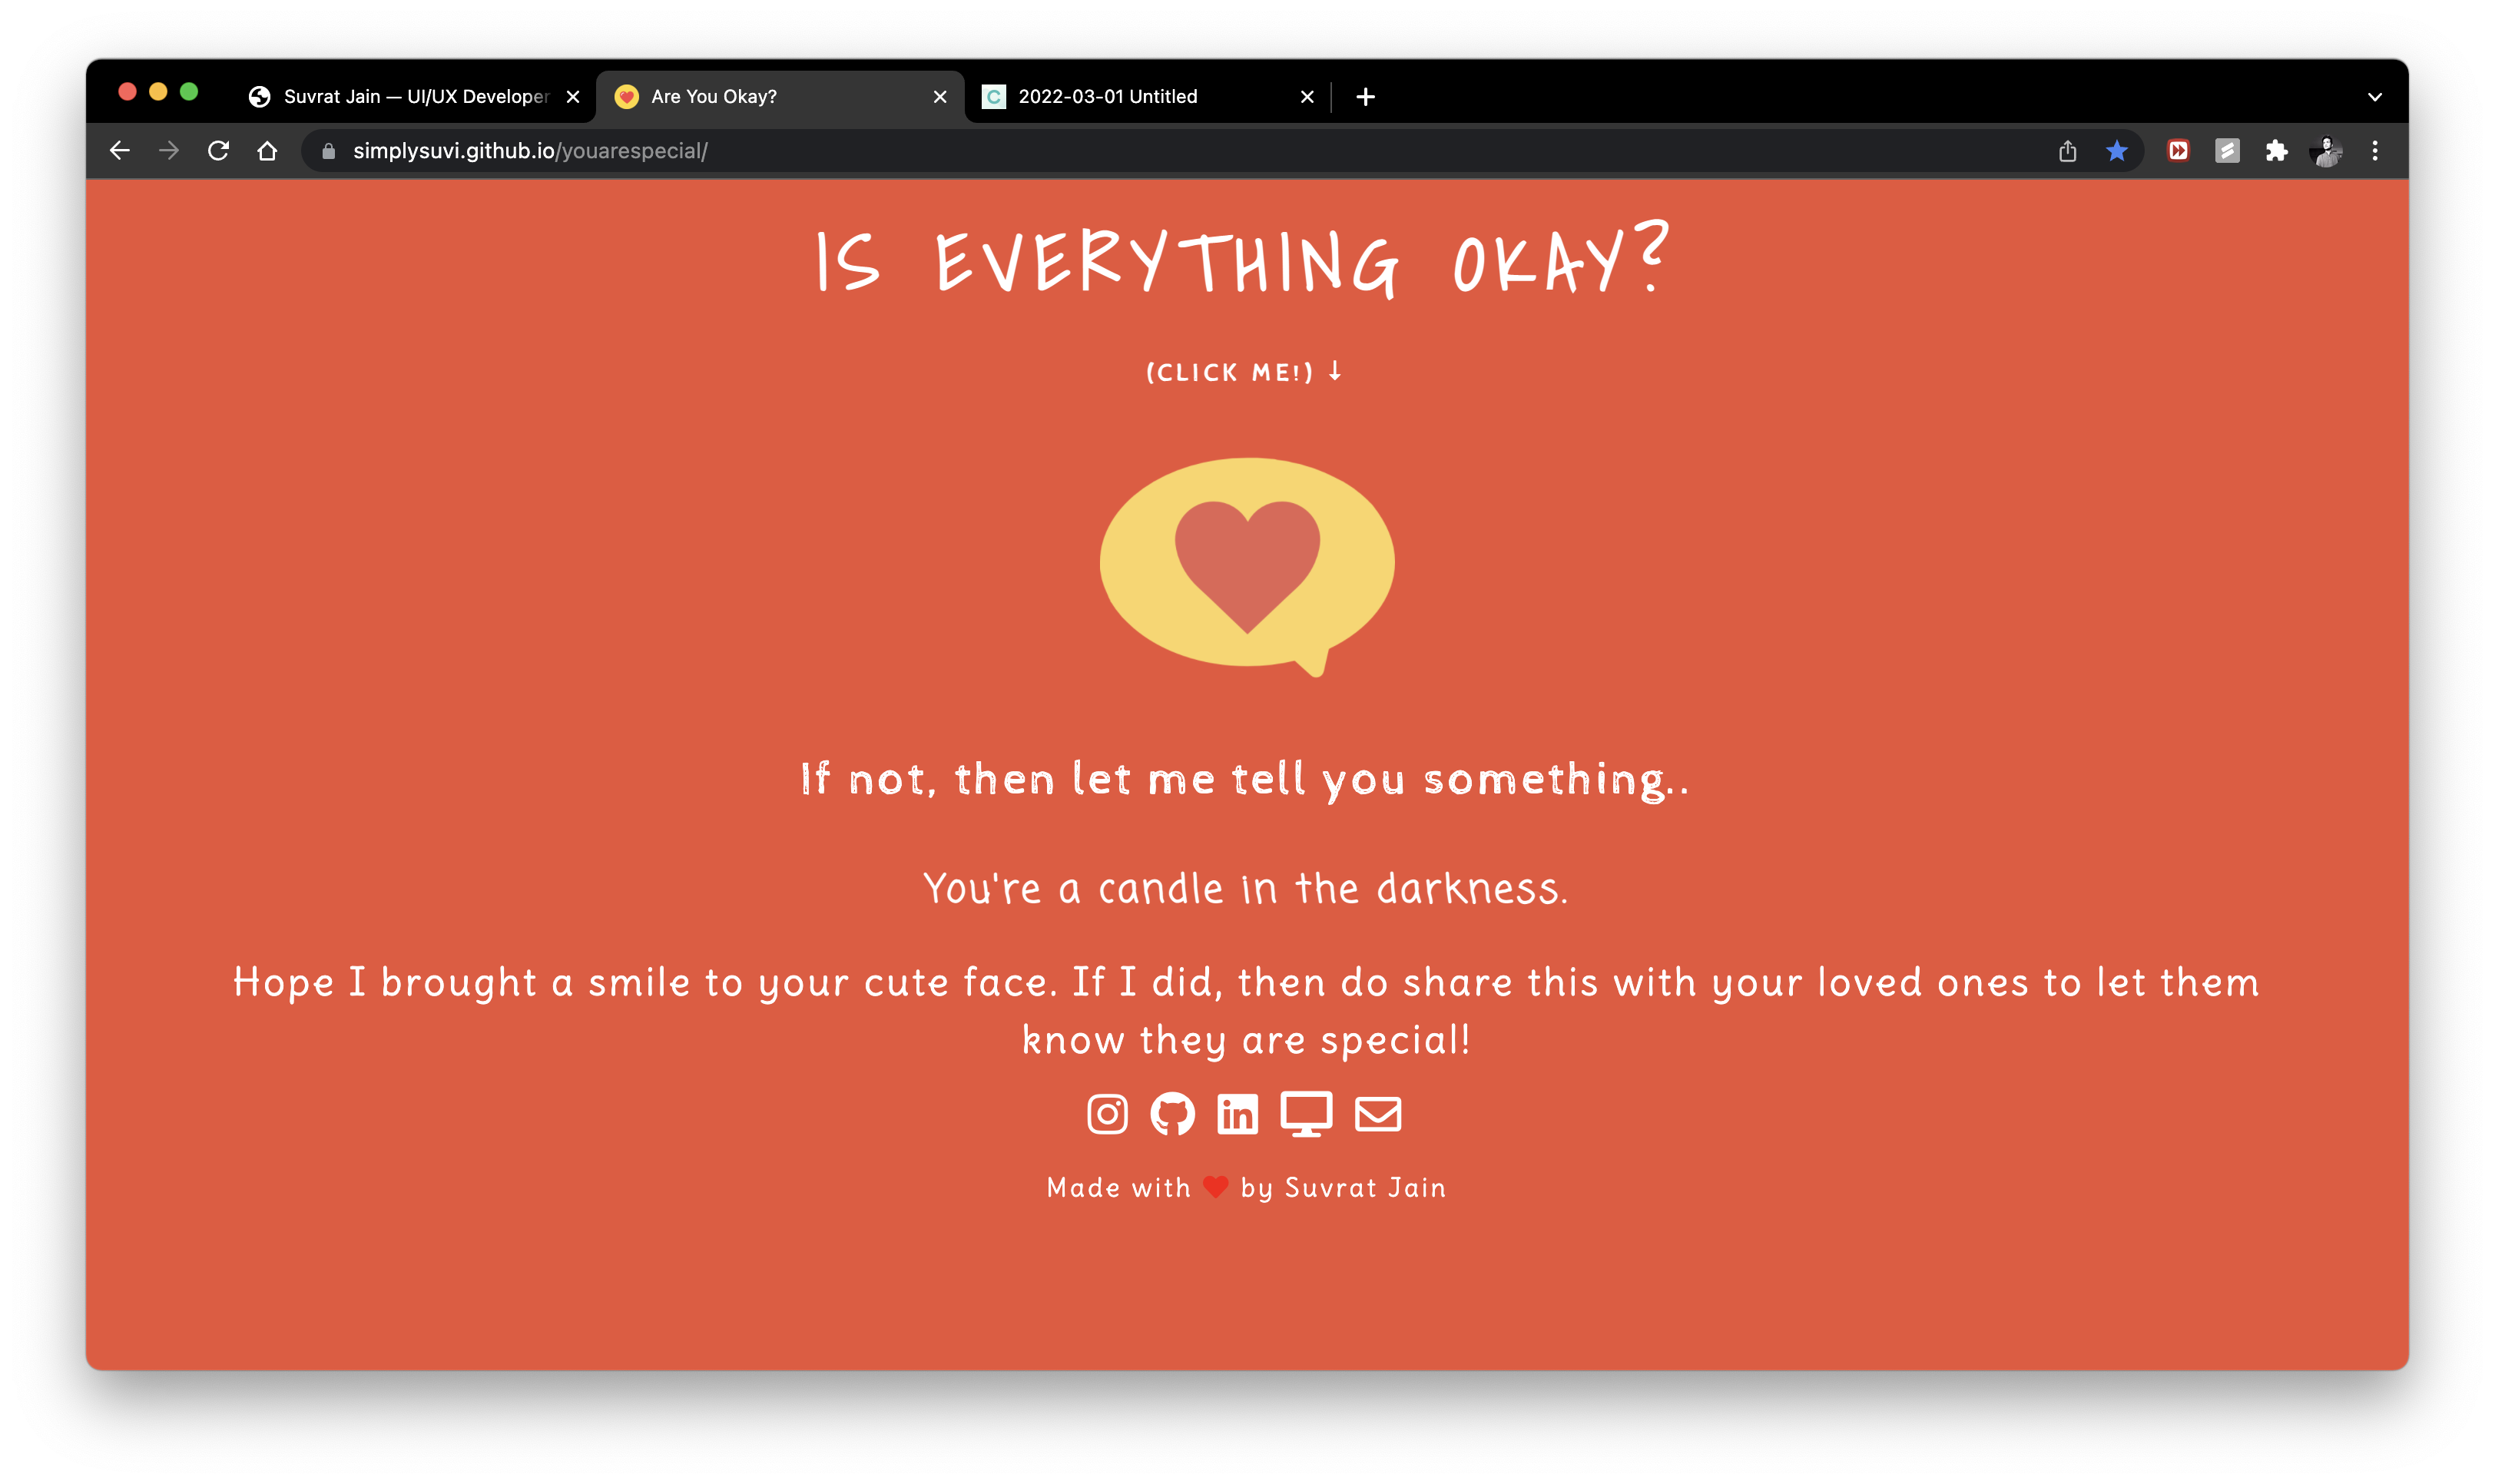 Suvrat Jain — UI/UX Developer
Are You Okay?
2022-03-01 Untitled
simplysuvi.github.io/youarespecial/
IS EVERYTHING OKAY?
(CLICK ME!) ↓
If not, then let me tell you something..
You're a candle in the darkness.
Hope I brought a smile to your cute face. If I did, then do share this with your loved ones to let them
know they are special!
Made with ❤ by Suvrat Jain